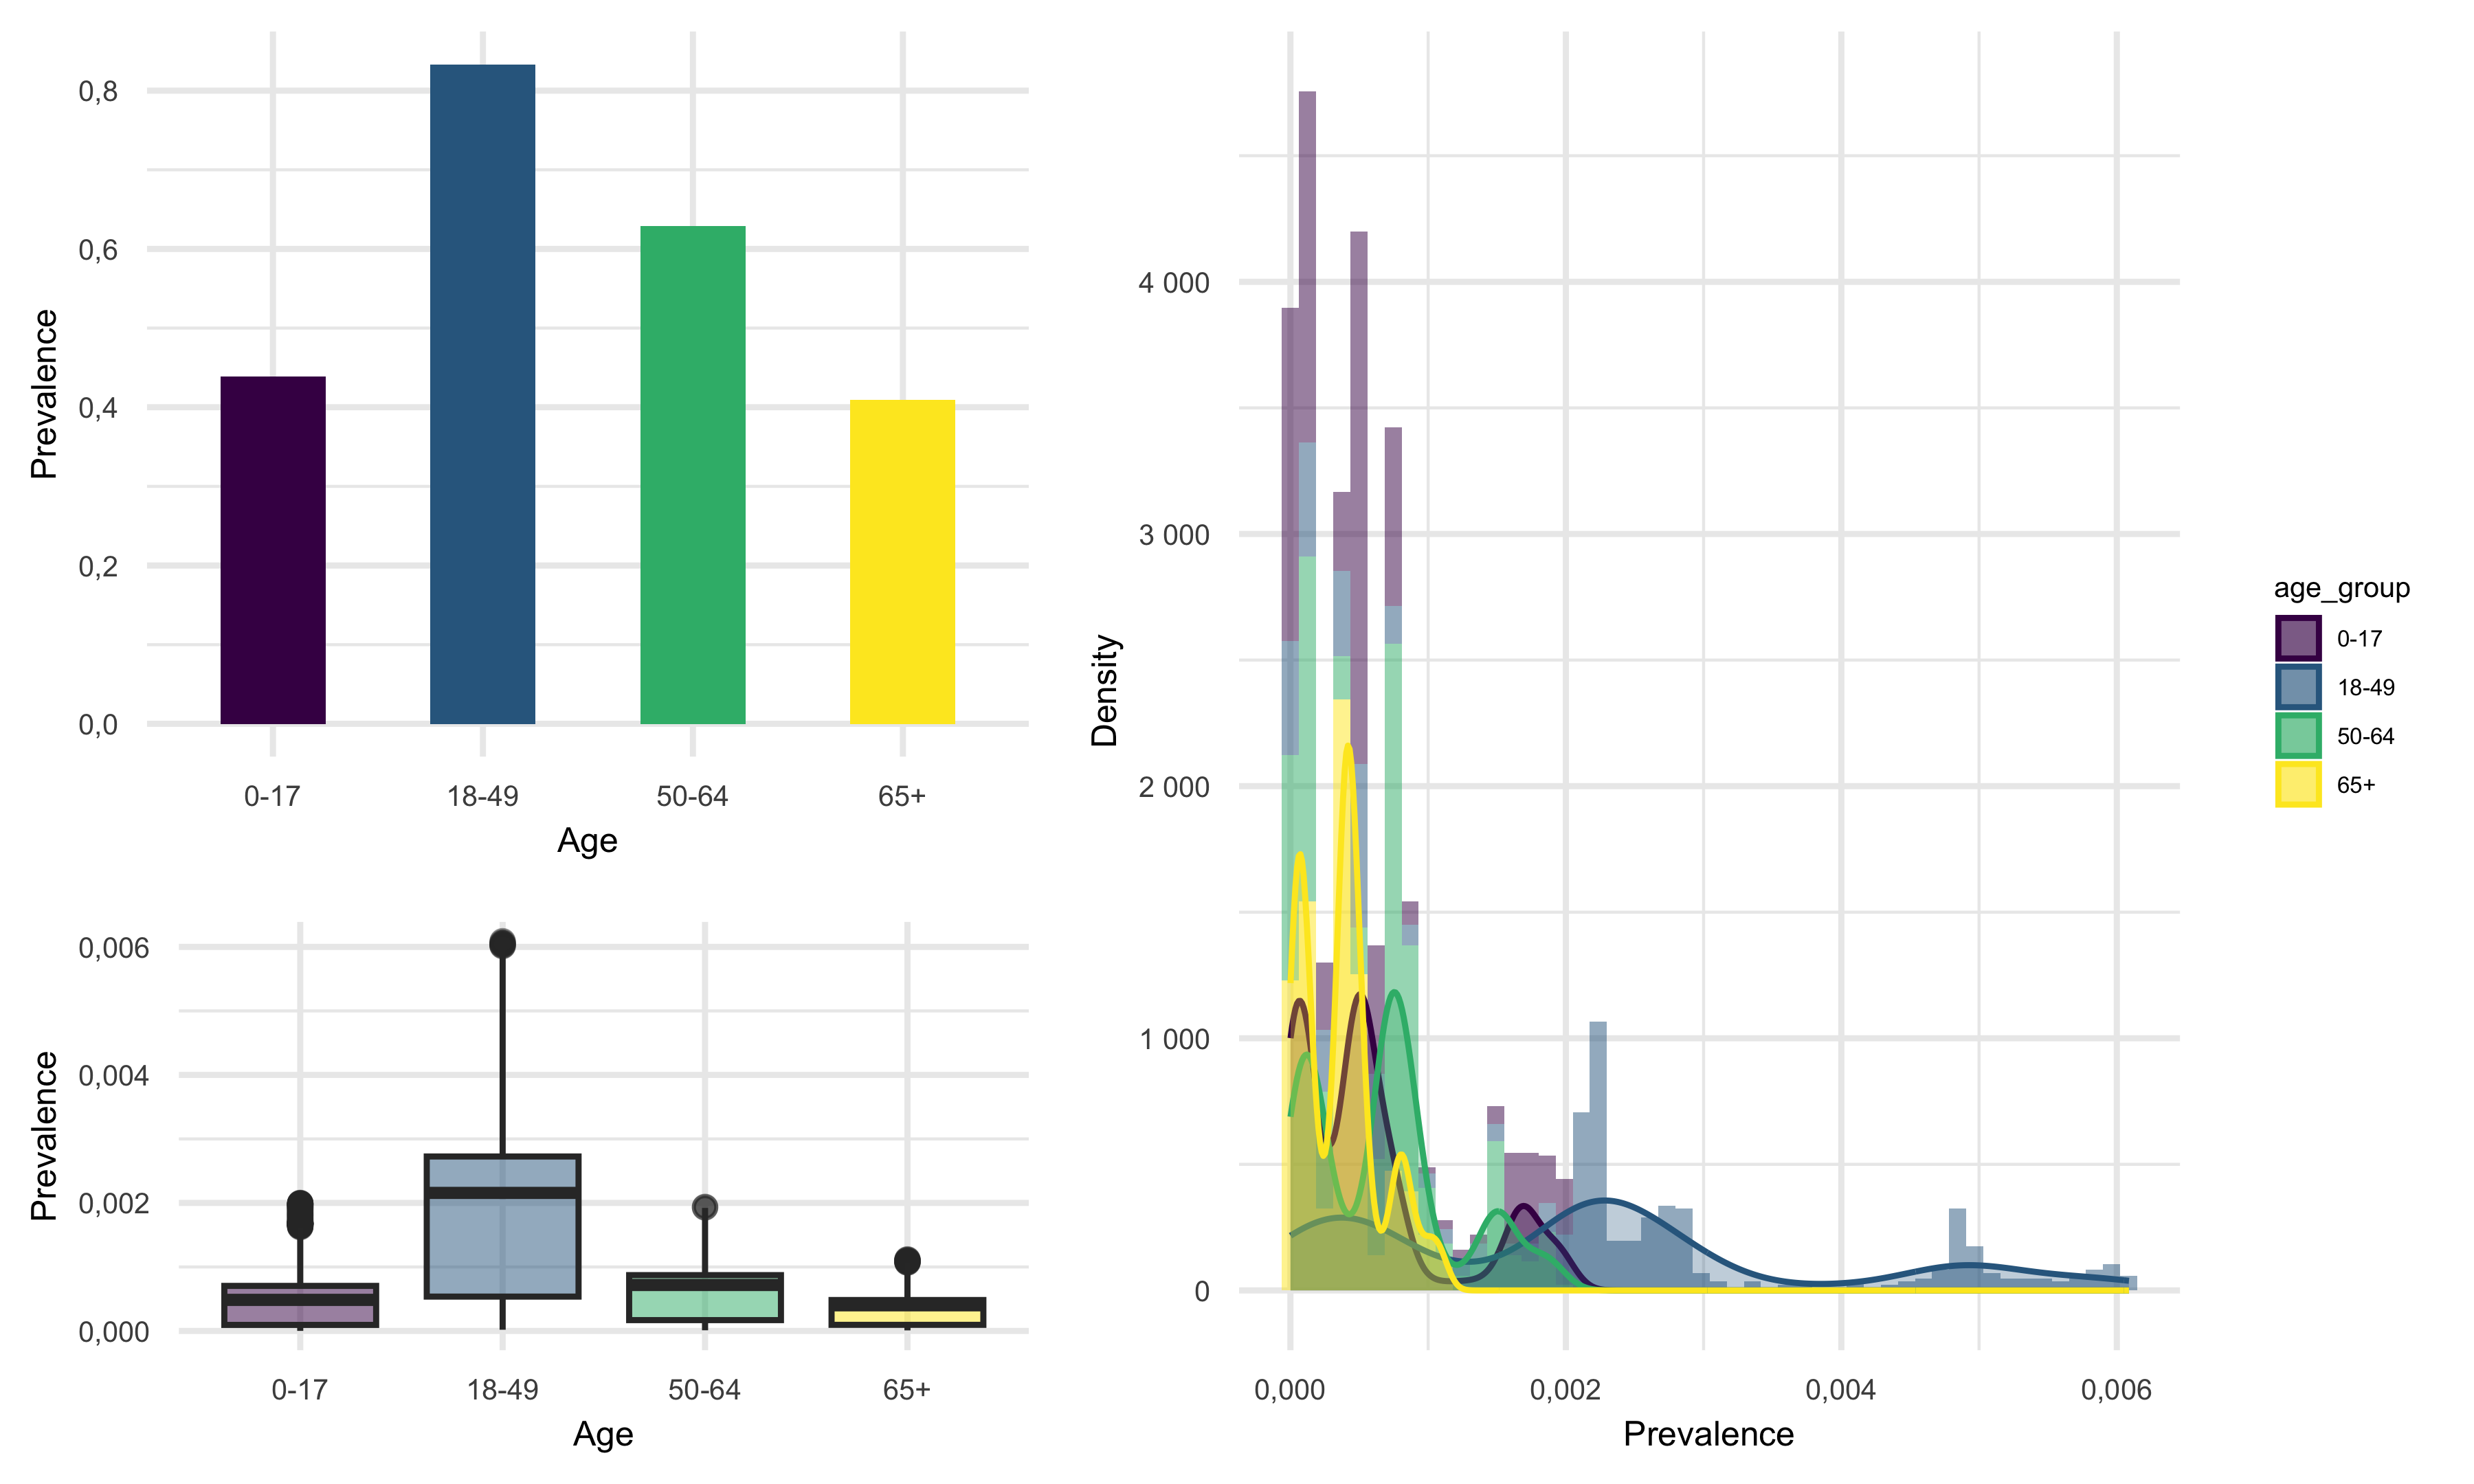 Prevalence
0,8
0,6
0,4
0,2
0,0
0-17 18-49 50-64 65+
Age
Prevalence
0,006
0,004
0,002
0,000
0-17 18-49 50-64 65+
Age
Density
4 000
3 000
2 000
1 000
0
0,000 0,002 0,004 0,006
Prevalence
age_group
0-17
18-49
50-64
65+